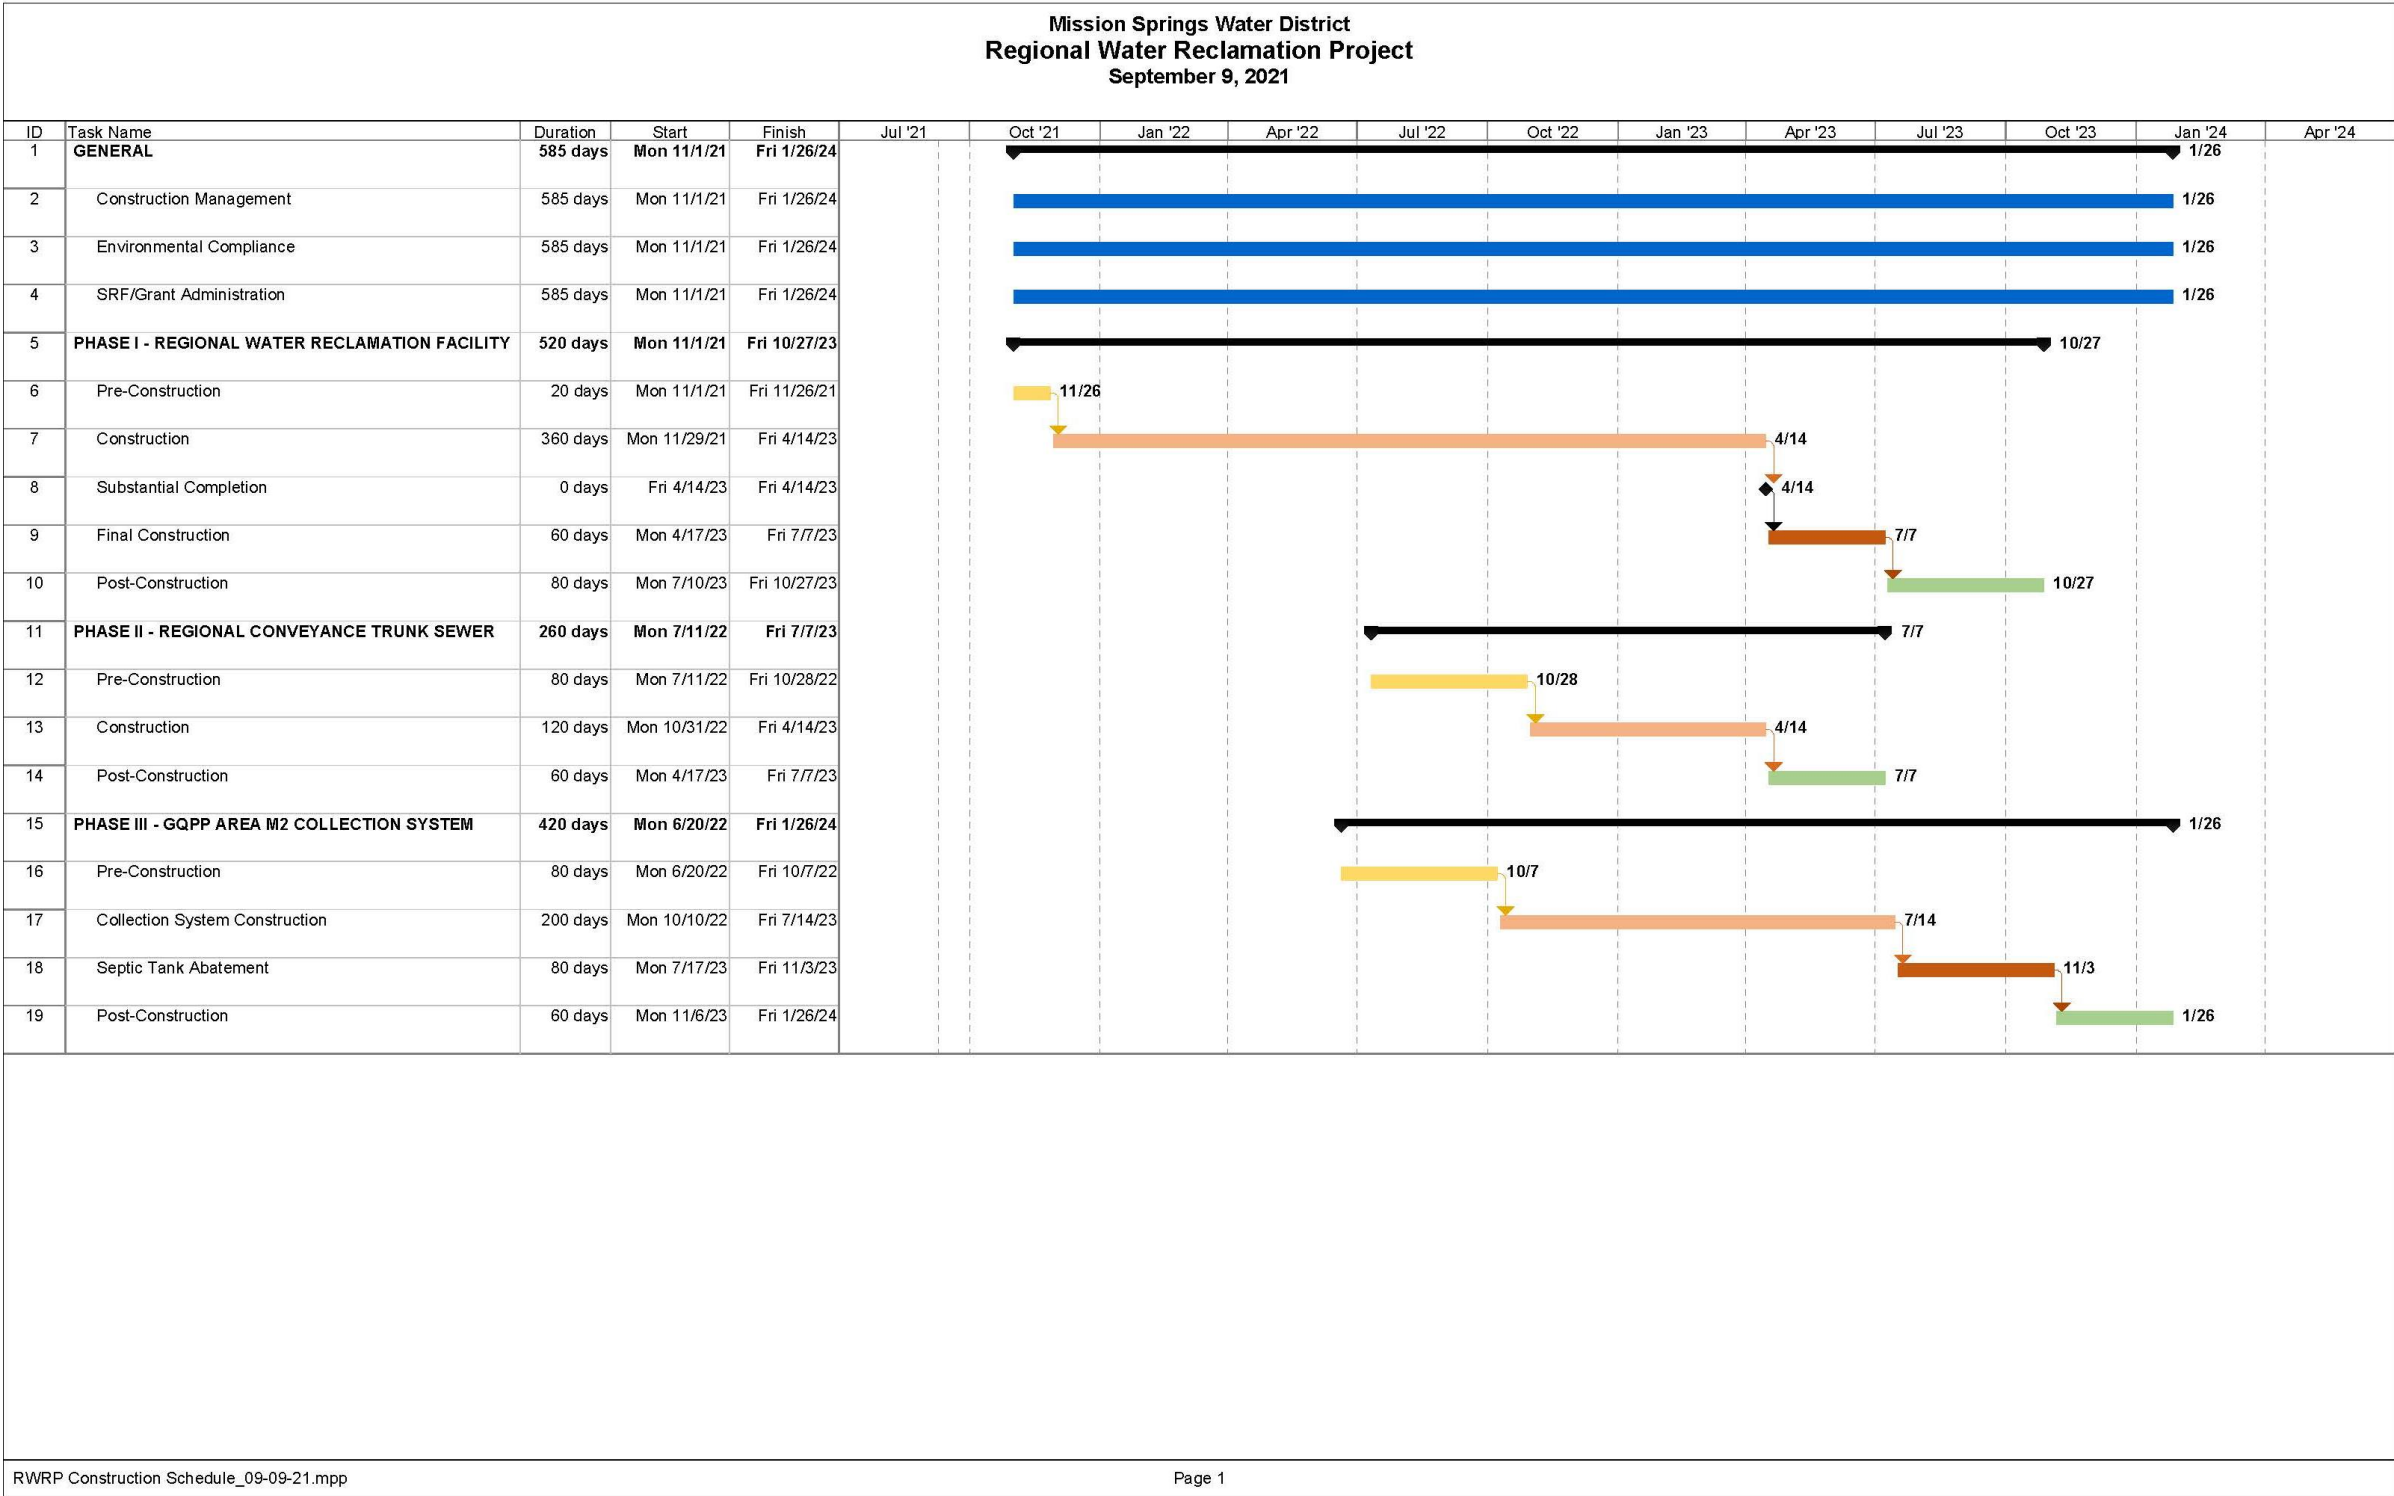 Mission Springs Water District
Regional Water Reclamation Project
September 9, 2021
ID Task Name Duration Start Finish Jul '21 Oct '21 Jan '22 Apr '22 Jul '22 Oct '22 Jan '23 Apr '23 Jul '23 Oct '23 Jan '24 Apr '24
1 GENERAL 585 days Mon 11/1/21 Fri 1/26/24 1/26
2 Construction Management 585 days Mon 11/1/21 Fri 1/26/24 1/26
3 Environmental Compliance 585 days Mon 11/1/21 Fri 1/26/24 1/26
4 SRF/Grant Administration 585 days Mon 11/1/21 Fri 1/26/24 1/26
5 PHASE I - REGIONAL WATER RECLAMATION FACILITY 520 days Mon 11/1/21 Fri 10/27/23 10/27
6 Pre-Construction 20 days Mon 11/1/21 Fri 11/26/21 11/26
7 Construction 360 days Mon 11/29/21 Fri 4/14/23 4/14
8 Substantial Completion 0 days Fri 4/14/23 Fri 4/14/23 4/14
9 Final Construction 60 days Mon 4/17/23 Fri 7/7/23 7/7
10 Post-Construction 80 days Mon 7/10/23 Fri 10/27/23 10/27
11 PHASE II - REGIONAL CONVEYANCE TRUNK SEWER 260 days Mon 7/11/22 Fri 7/7/23 7/7
12 Pre-Construction 80 days Mon 7/11/22 Fri 10/28/22 10/28
13 Construction 120 days Mon 10/31/22 Fri 4/14/23 4/14
14 Post-Construction 60 days Mon 4/17/23 Fri 7/7/23 7/7
15 PHASE III - GQPP AREA M2 COLLECTION SYSTEM 420 days Mon 6/20/22 Fri 1/26/24 1/26
16 Pre-Construction 80 days Mon 6/20/22 Fri 10/7/22 10/7
17 Collection System Construction 200 days Mon 10/10/22 Fri 7/14/23 7/14
18 Septic Tank Abatement 80 days Mon 7/17/23 Fri 11/3/23 11/3
19 Post-Construction 60 days Mon 11/6/23 Fri 1/26/24 1/26
RWRP Construction Schedule_09-09-21.mpp Page 1